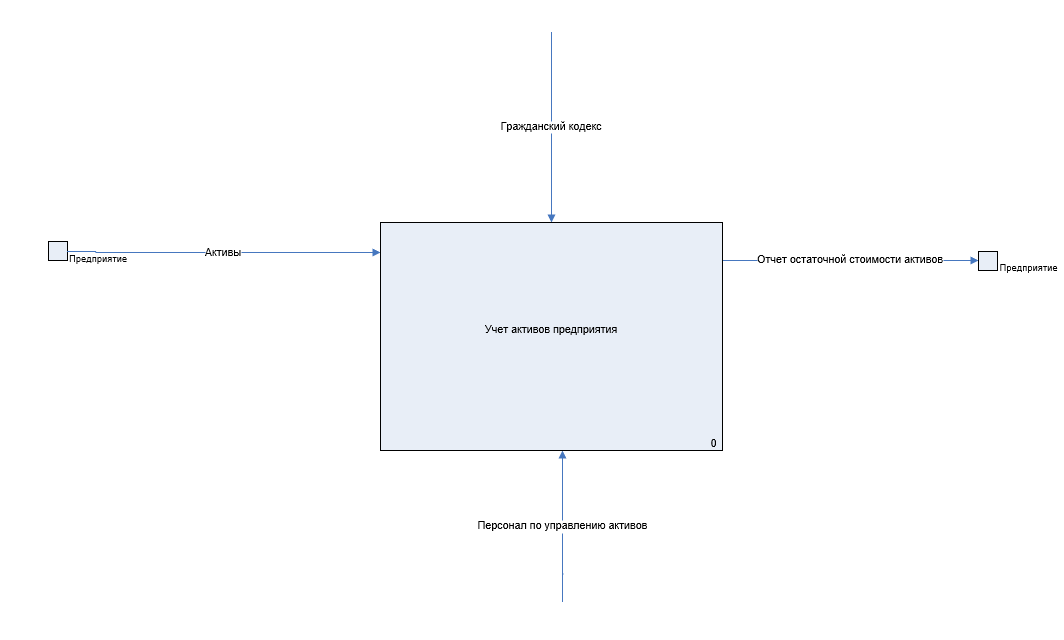 Гражданский кодекс
Предприятие
Активы
Отчет остаточной стоимости активов
Предприятие
Учет активов предприятия
0
Персонал по управлению активов